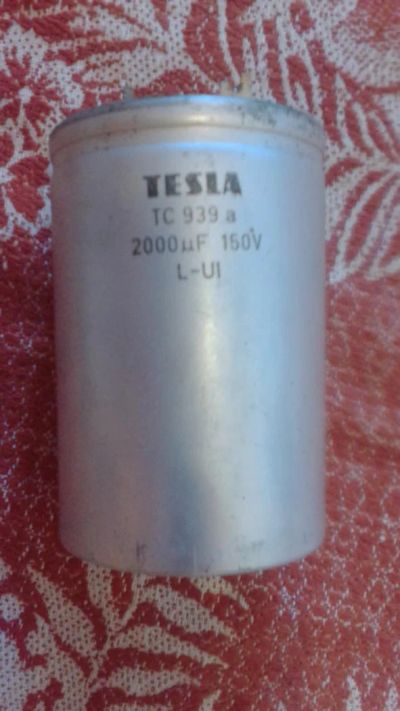 TESLA
TC 939 a
2000µF 150V
L-UI